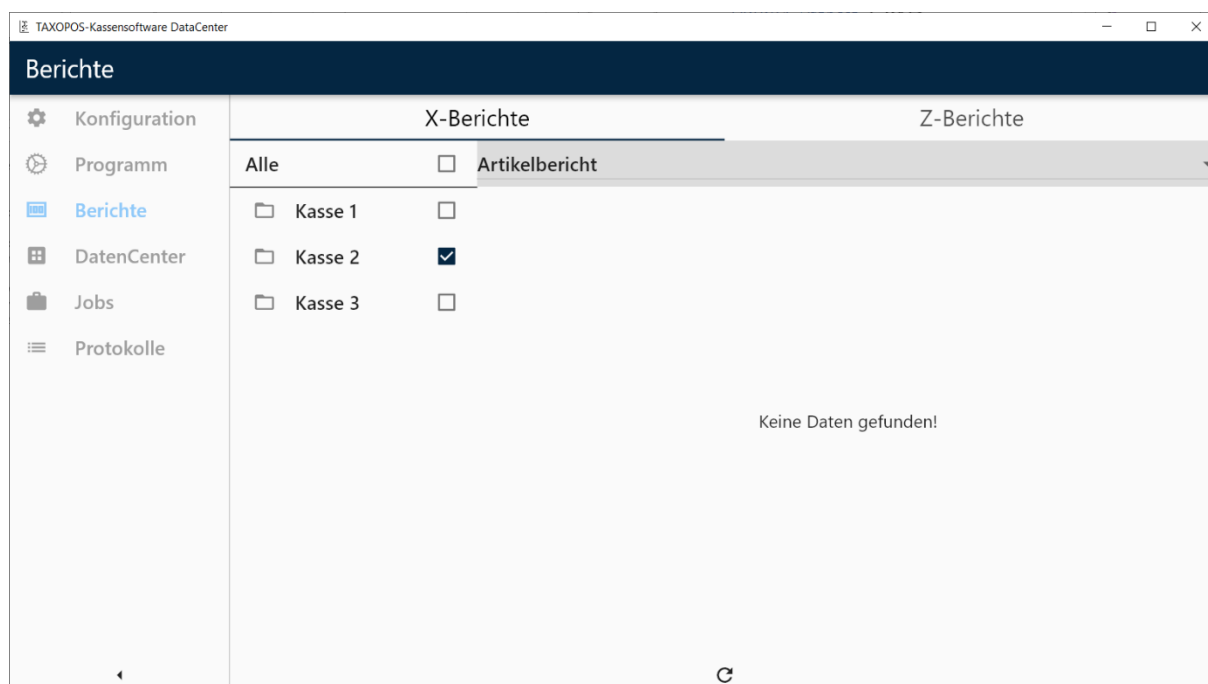 TAXOPOS-Kassensoftware DataCenter
Berichte
Konfiguration
Programm
Berichte
DatenCenter
Jobs
Protokolle
X-Berichte
Z-Berichte
Alle
Artikelbericht
Kasse 1
Kasse 2
Kasse 3
Keine Daten gefunden!